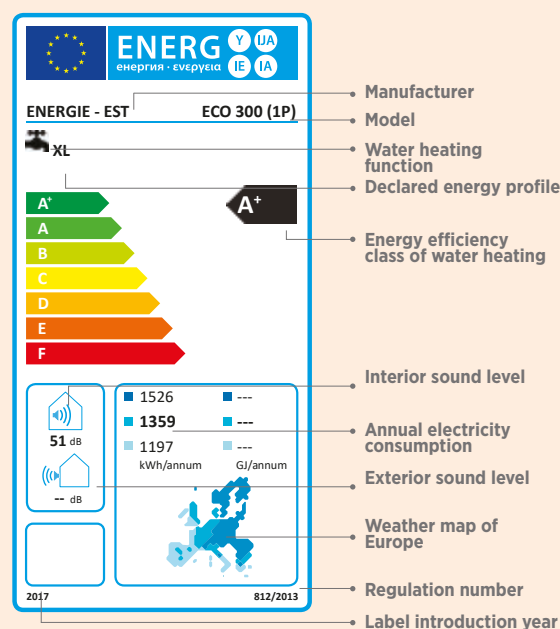 ENERG Y IJA
енергия · ενεργεια IE IA
ENERGIE - EST ECO 300 (1P)
XL
A+ A+
A
B
C
D
E
F
51 dB
-- dB
1526 ---
1359 ---
1197 ---
kWh/annum GJ/annum
2017 812/2013
Manufacturer
Model
Water heating
function
Declared energy profile
Energy efficiency
class of water heating
Interior sound level
Annual electricity
consumption
Exterior sound level
Weather map of
Europe
Regulation number
Label introduction year